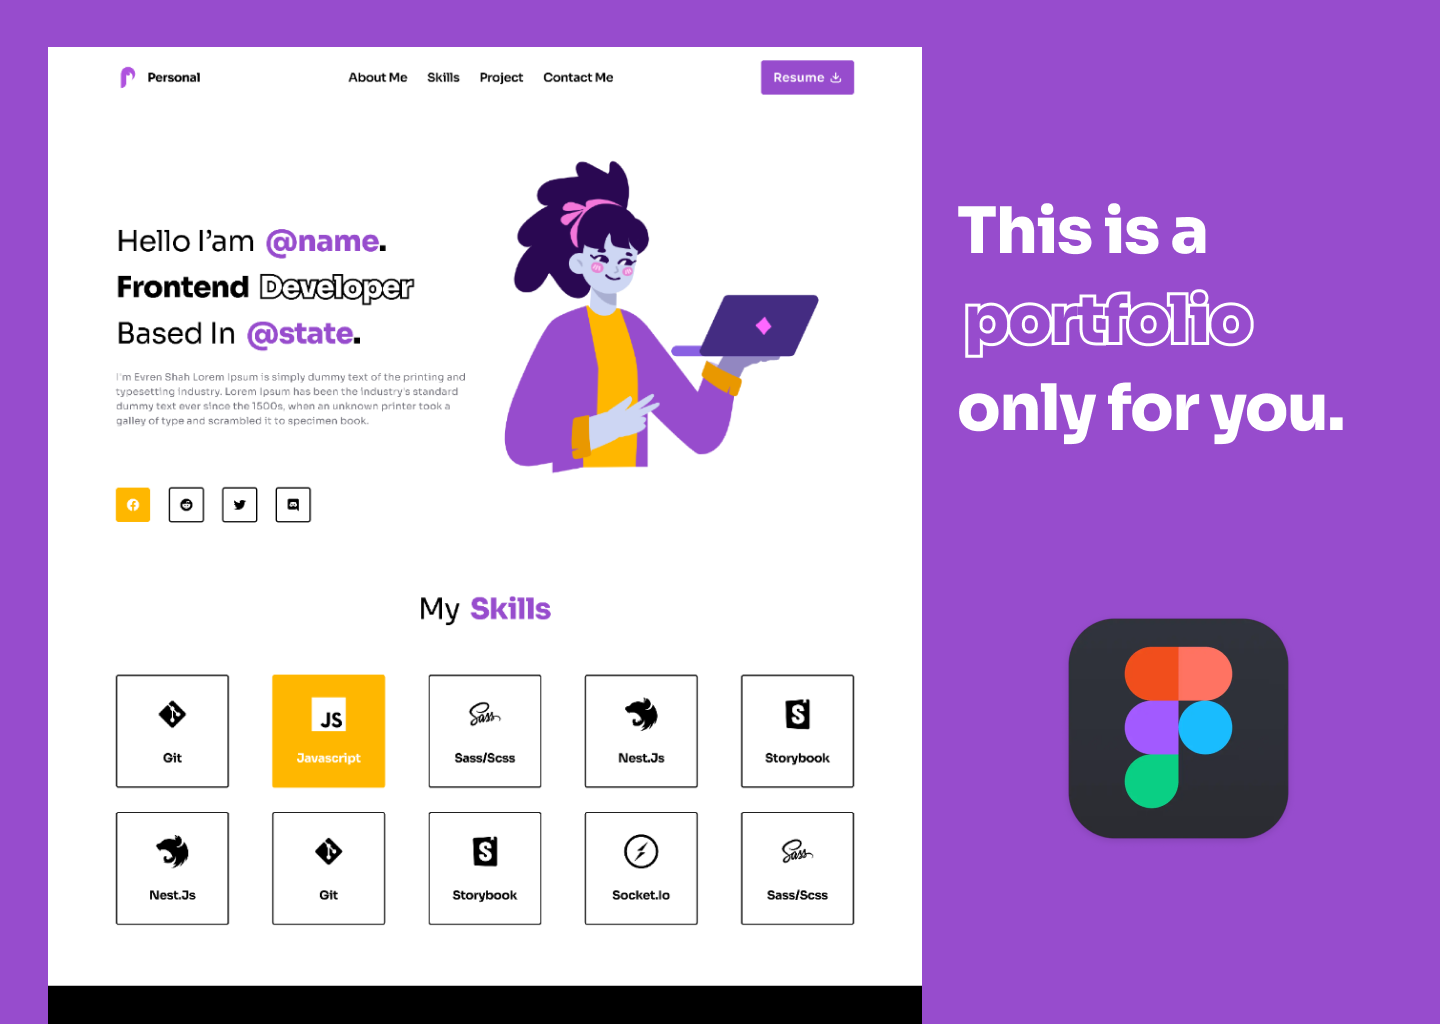 Personal
About Me
Skills
Project
Contact Me
Resume
Hello I’am @name.
Frontend Developer
Based In @state.
I'm Evren Shah Lorem Ipsum is simply dummy text of the printing and
typesetting industry. Lorem Ipsum has been the industry's standard
dummy text ever since the 1500s, when an unknown printer took a
galley of type and scrambled it to specimen book.
My Skills
Git
JS
Javascript
Sass
Sass/Scss
Nest.Js
S
Storybook
Nest.Js
Git
S
Storybook
Socket.Io
Sass
Sass/Scss
This is a
portfolio
only for you.